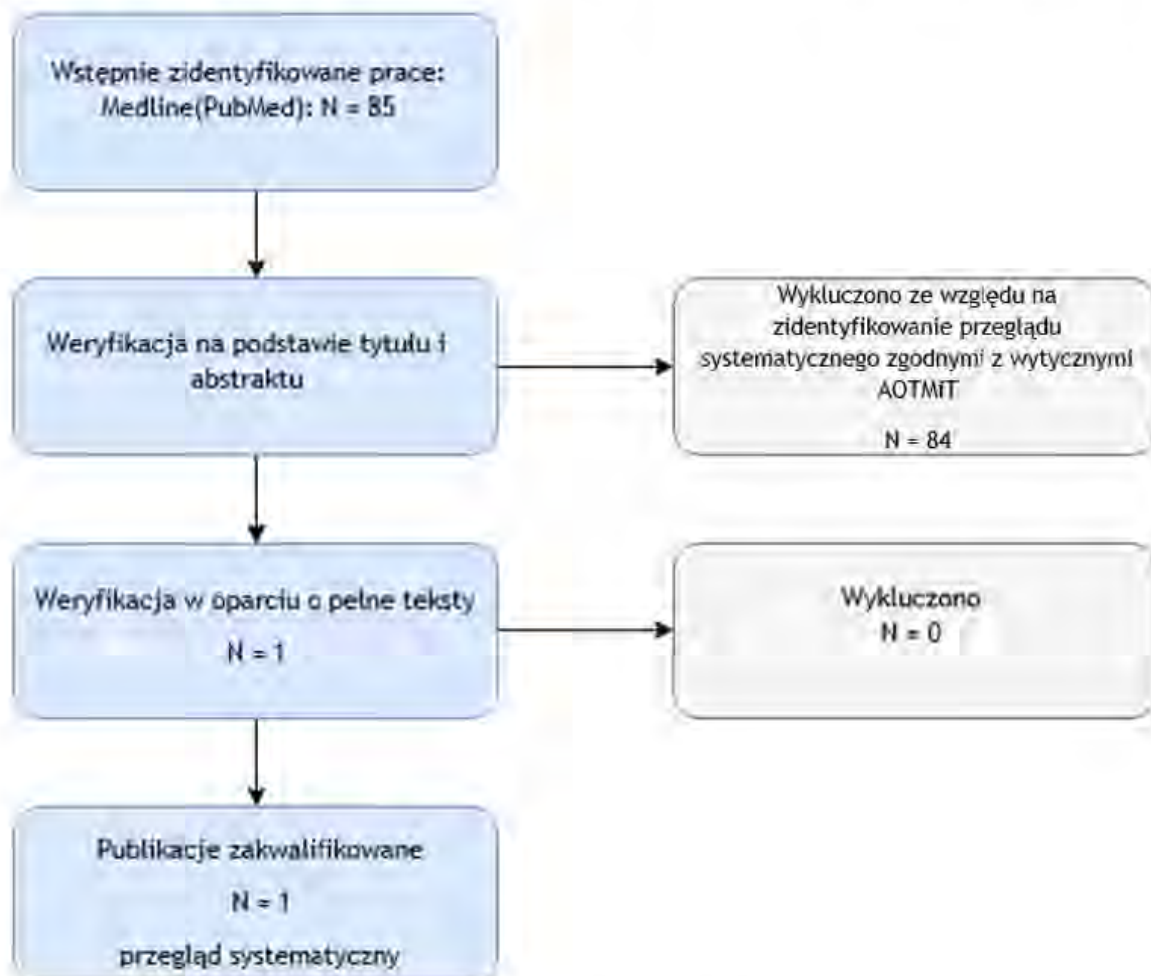 Wstępnie zidentyfikowane prace:
Medline(PubMed): N = 85
Weryfikacja na podstawie tytułu i
abstraktu
Wykluczono ze względu na
zidentyfikowanie przeglądu
systematycznego zgodnymi z wytycznymi
AOTMiT
N = 84
Weryfikacja w oparciu o pełne teksty
N = 1
Wykluczono
N = 0
Publikacje zakwalifikowane
N = 1
przegląd systematyczny